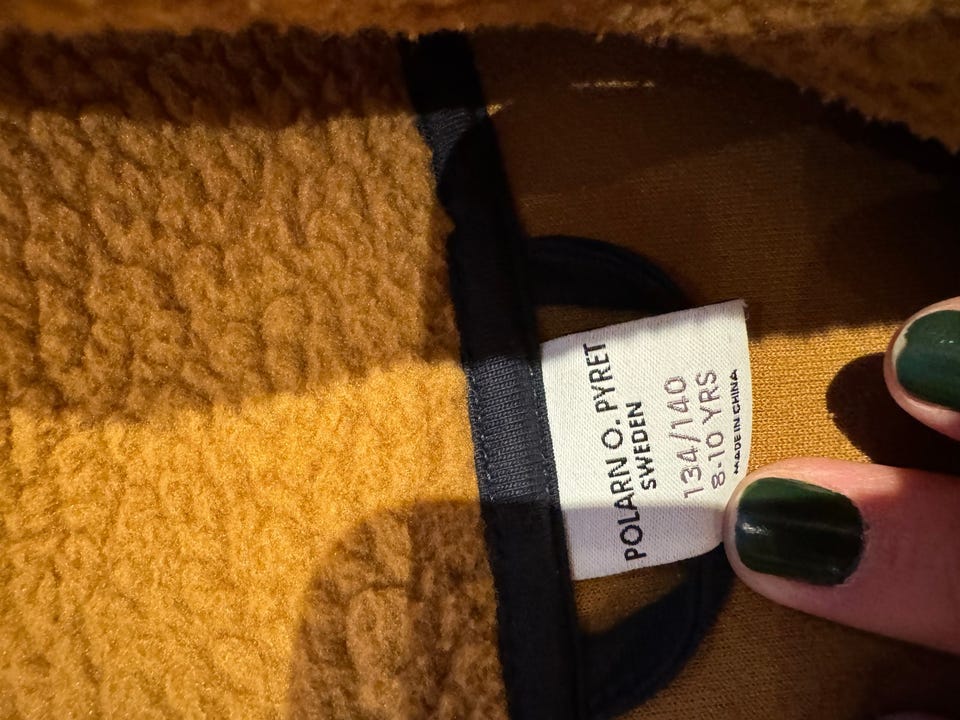 POLARN O. PYRET
SWEDEN
134/140
8-10 YRS
MADE IN CHINA